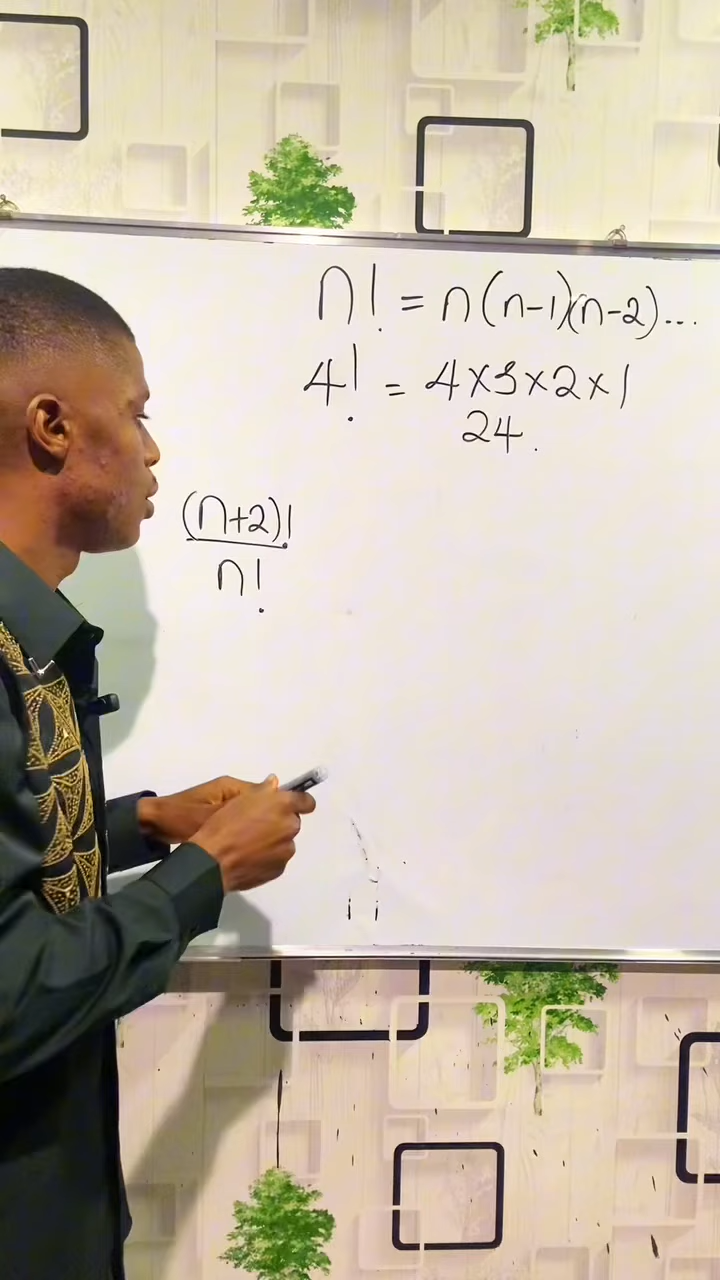 n! = n(n-1)(n-2)...
4! = 4×3×2×1
24.
(n+2)!
n!